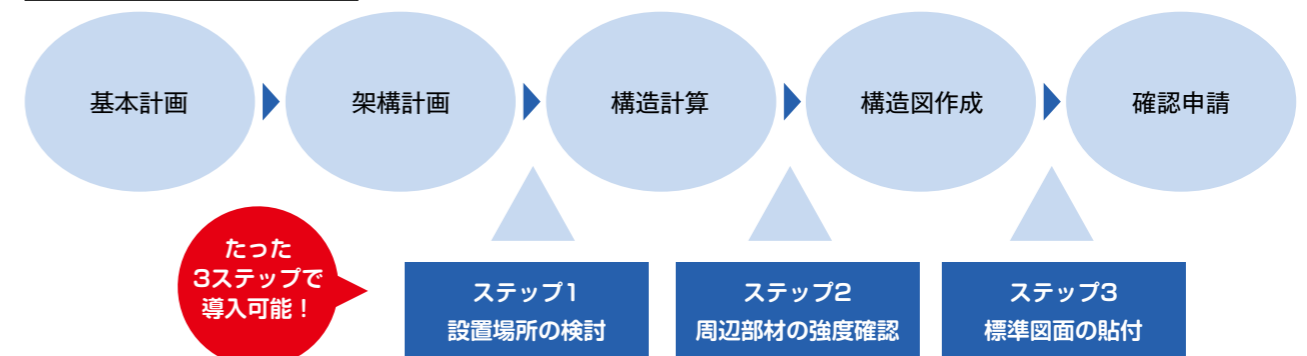 基本計画
架構計画
構造計算
構造図作成
確認申請
たった
3ステップで
導入可能！
ステップ1
設置場所の検討
ステップ2
周辺部材の強度確認
ステップ3
標準図面の貼付